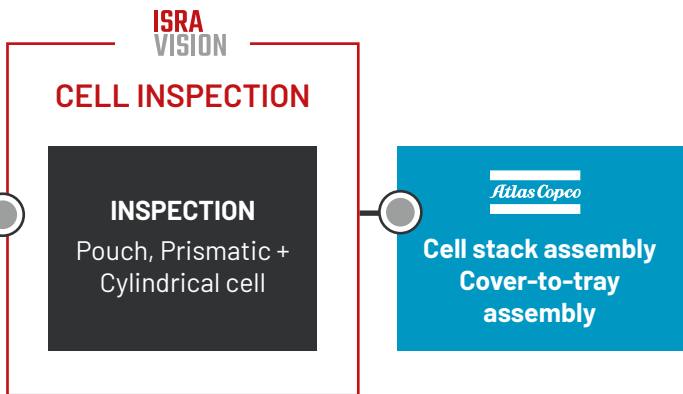 ISRA
VISION
CELL INSPECTION
INSPECTION
Pouch, Prismatic +
Cylindrical cell
Atlas Copco
Cell stack assembly
Cover-to-tray
assembly